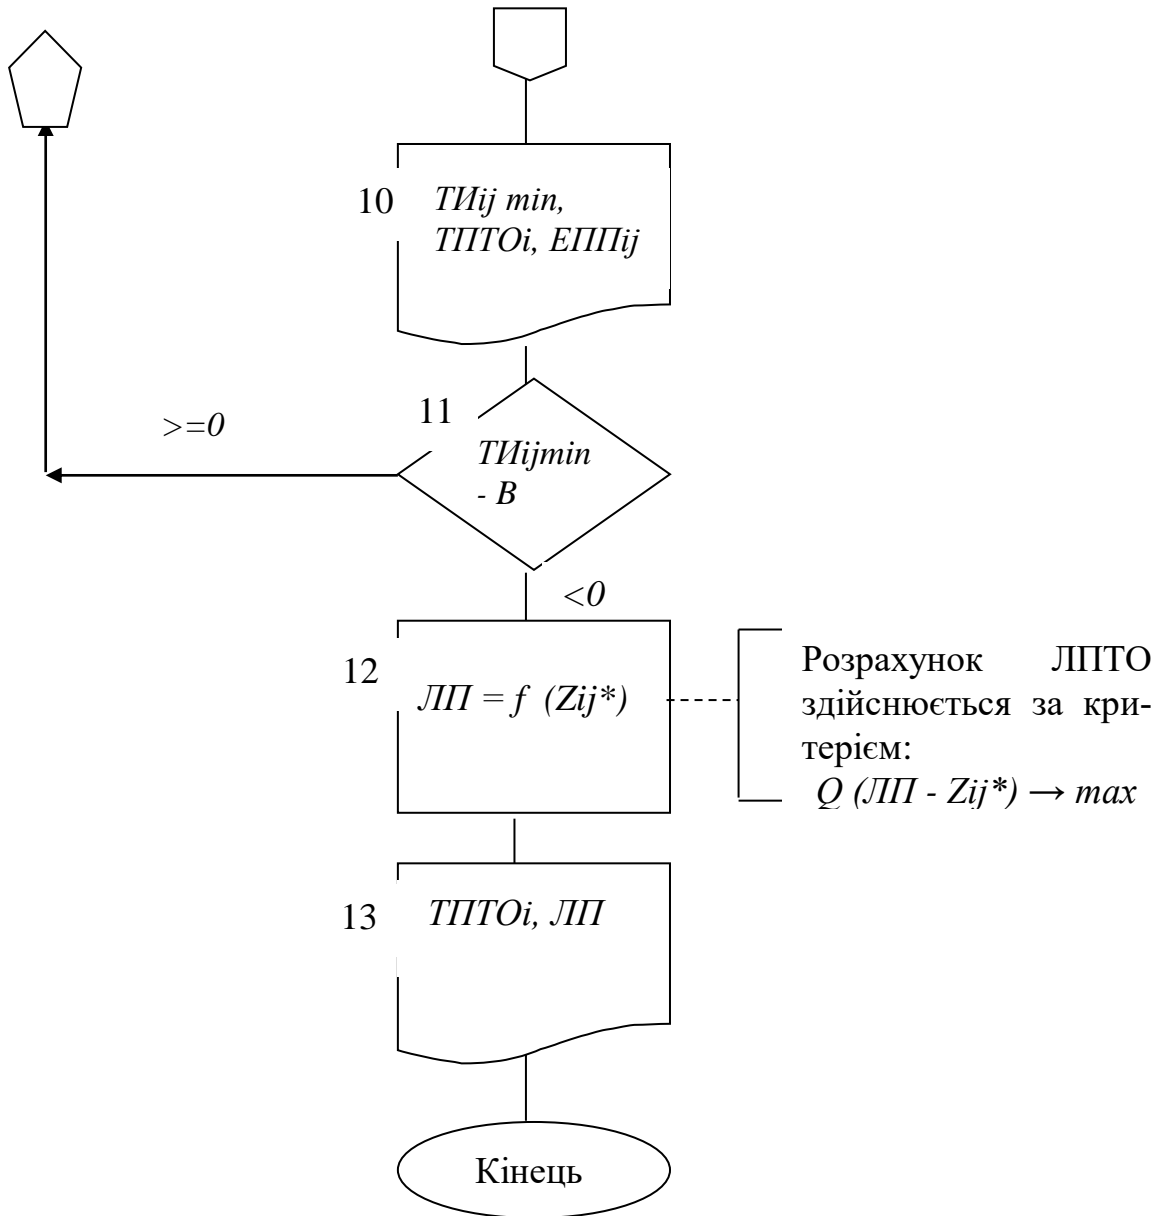 10
ТИij min,
ТПТОi, ЕППij
11
>=0
ТИijmin
- В
<0
12
ЛП = f (Zij*)
Розрахунок ЛПТО
здійснюється за кри-
терієм:
Q (ЛП - Zij*) → max
13
ТПТОi, ЛП
Кінець